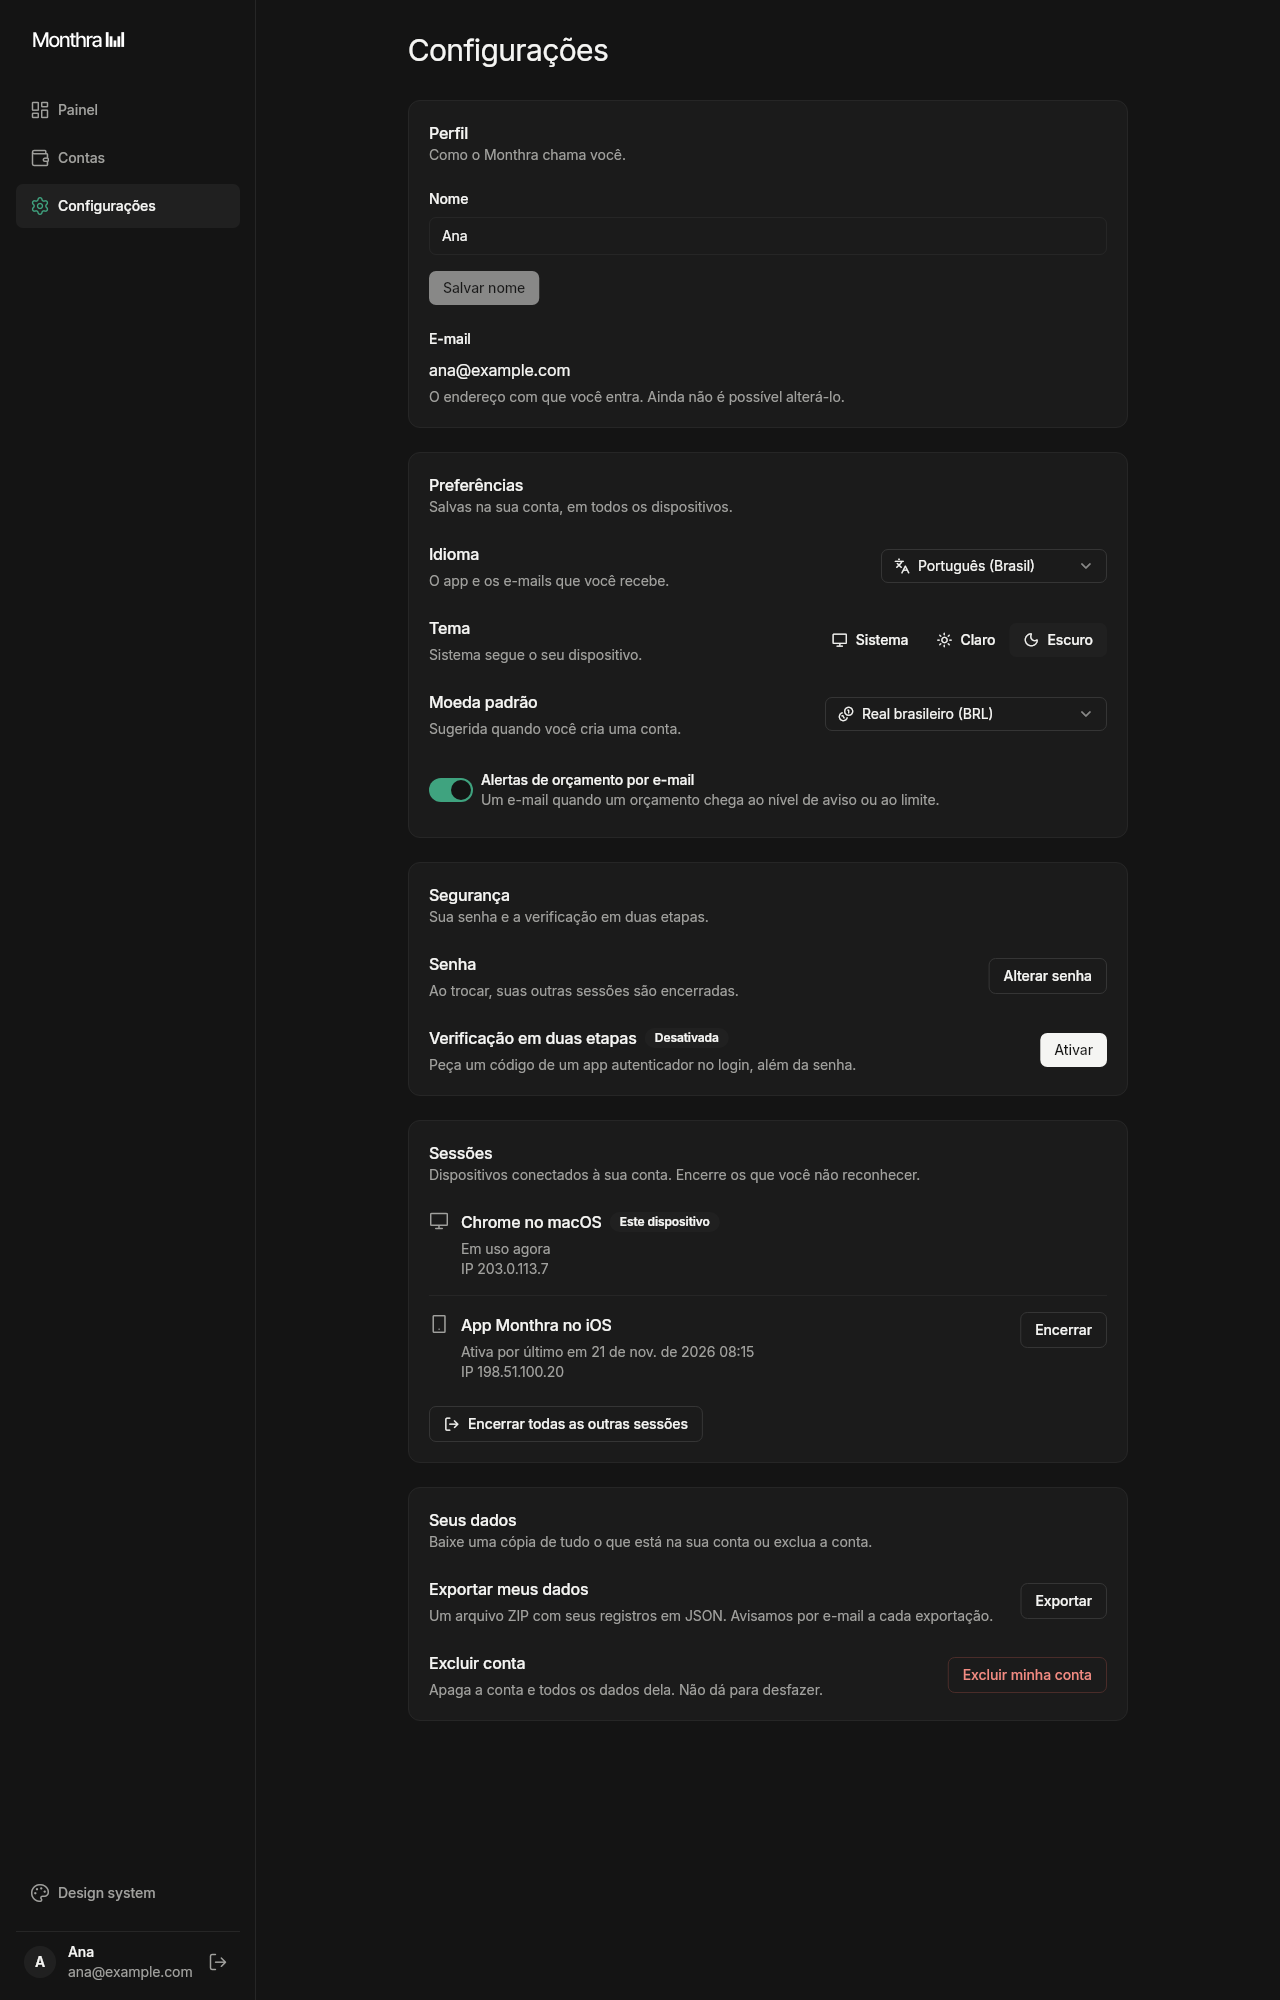 Monthra
Painel
Contas
Configurações
Configurações
Perfil
Como o Monthra chama você.
Nome
Ana
Salvar nome
E-mail
ana@example.com
O endereço com que você entra. Ainda não é possível alterá-lo.
Preferências
Salvas na sua conta, em todos os dispositivos.
Idioma
O app e os e-mails que você recebe.
Português (Brasil)
Tema
Sistema segue o seu dispositivo.
Sistema
Claro
Escuro
Moeda padrão
Sugerida quando você cria uma conta.
Real brasileiro (BRL)
Alertas de orçamento por e-mail
Um e-mail quando um orçamento chega ao nível de aviso ou ao limite.
Segurança
Sua senha e a verificação em duas etapas.
Senha
Ao trocar, suas outras sessões são encerradas.
Alterar senha
Verificação em duas etapas Desativada
Peça um código de um app autenticador no login, além da senha.
Ativar
Sessões
Dispositivos conectados à sua conta. Encerre os que você não reconhecer.
Chrome no macOS Este dispositivo
Em uso agora
IP 203.0.113.7
App Monthra no iOS
Ativa por último em 21 de nov. de 2026 08:15
IP 198.51.100.20
Encerrar
Encerrar todas as outras sessões
Seus dados
Baixe uma cópia de tudo o que está na sua conta ou exclua a conta.
Exportar meus dados
Um arquivo ZIP com seus registros em JSON. Avisamos por e-mail a cada exportação.
Exportar
Excluir conta
Apaga a conta e todos os dados dela. Não dá para desfazer.
Excluir minha conta
Design system
A
Ana
ana@example.com